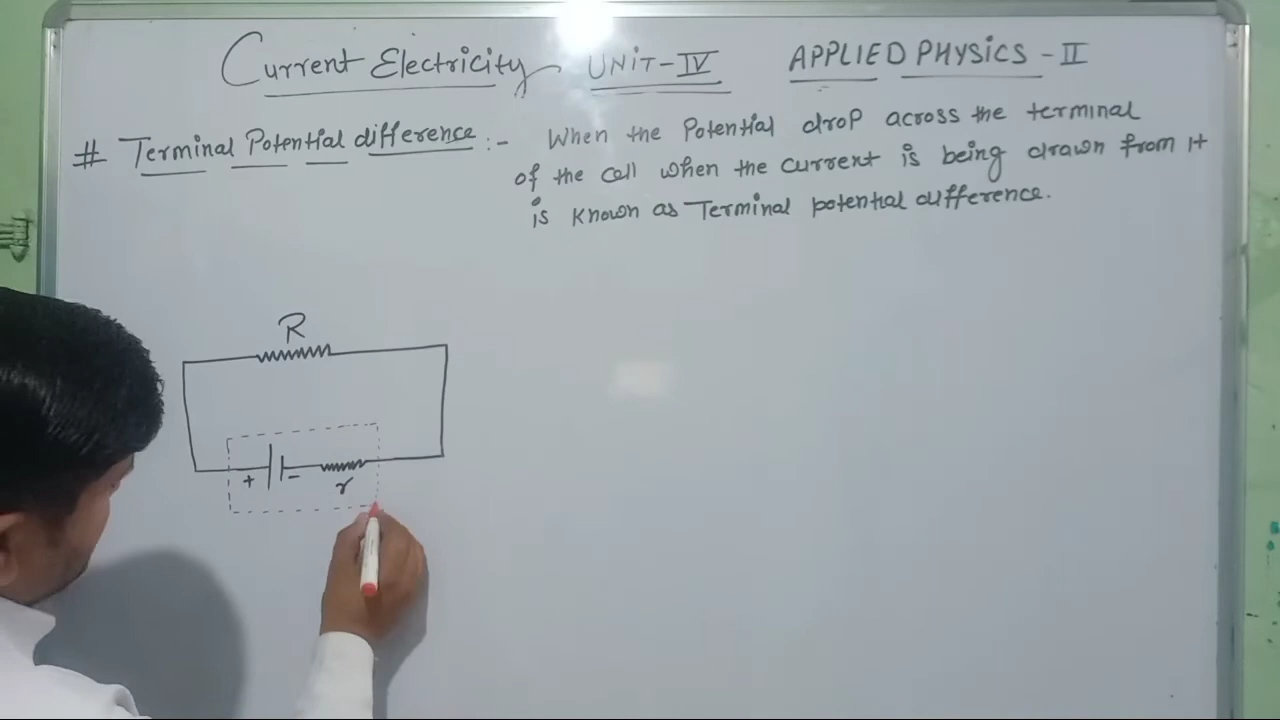 Current Electricity UNIT-IV APPLIED PHYSICS-II
# Terminal Potential difference :- When the Potential drop across the terminal
of the cell when the current is being drawn from it
is known as Terminal potential difference.
R
+ - r